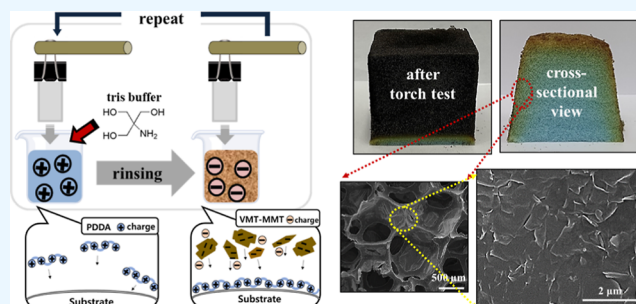 repeat
tris buffer
HO
OH
HO
NH2
rinsing
PDDA
charge
Substrate
VMT-MMT
charge
Substrate
after
torch test
cross-
sectional
view
500 µm
2 µm